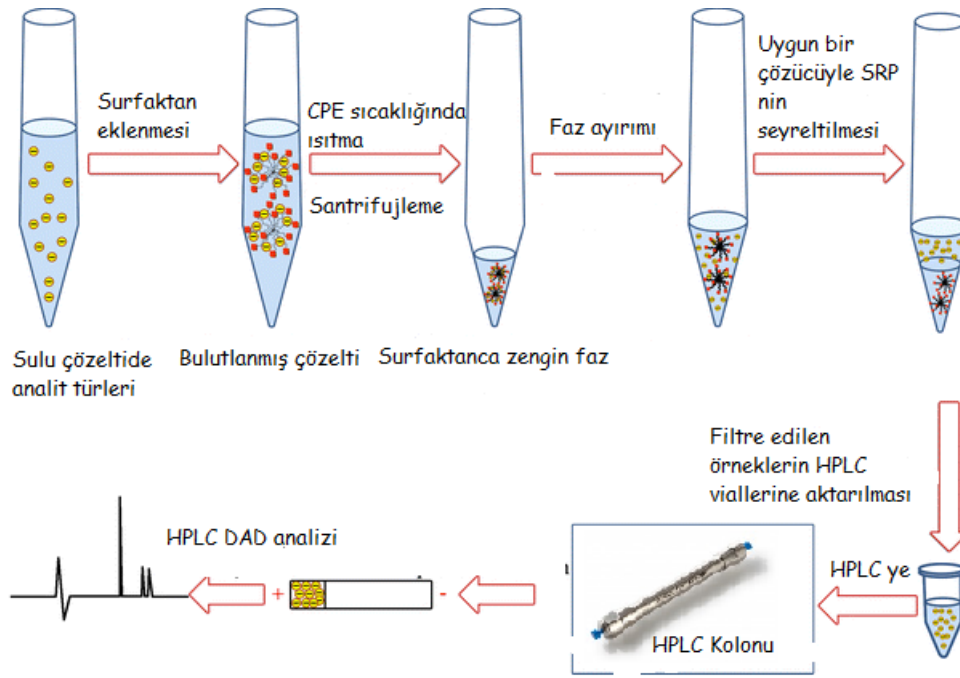 Surfaktan
eklenmesi
CPE sıcaklığında
ısıtma
Santrifujleme
Faz ayırımı
Uygun bir
çözücüyle SRP
nin
seyreltilmesi
Sulu çözeltide
analit türleri
Bulutlanmış çözelti
Surfaktanca zengin faz
Filtre edilen
örneklerin HPLC
viallerine aktarılması
HPLC ye
HPLC Kolonu
-
+
HPLC DAD analizi